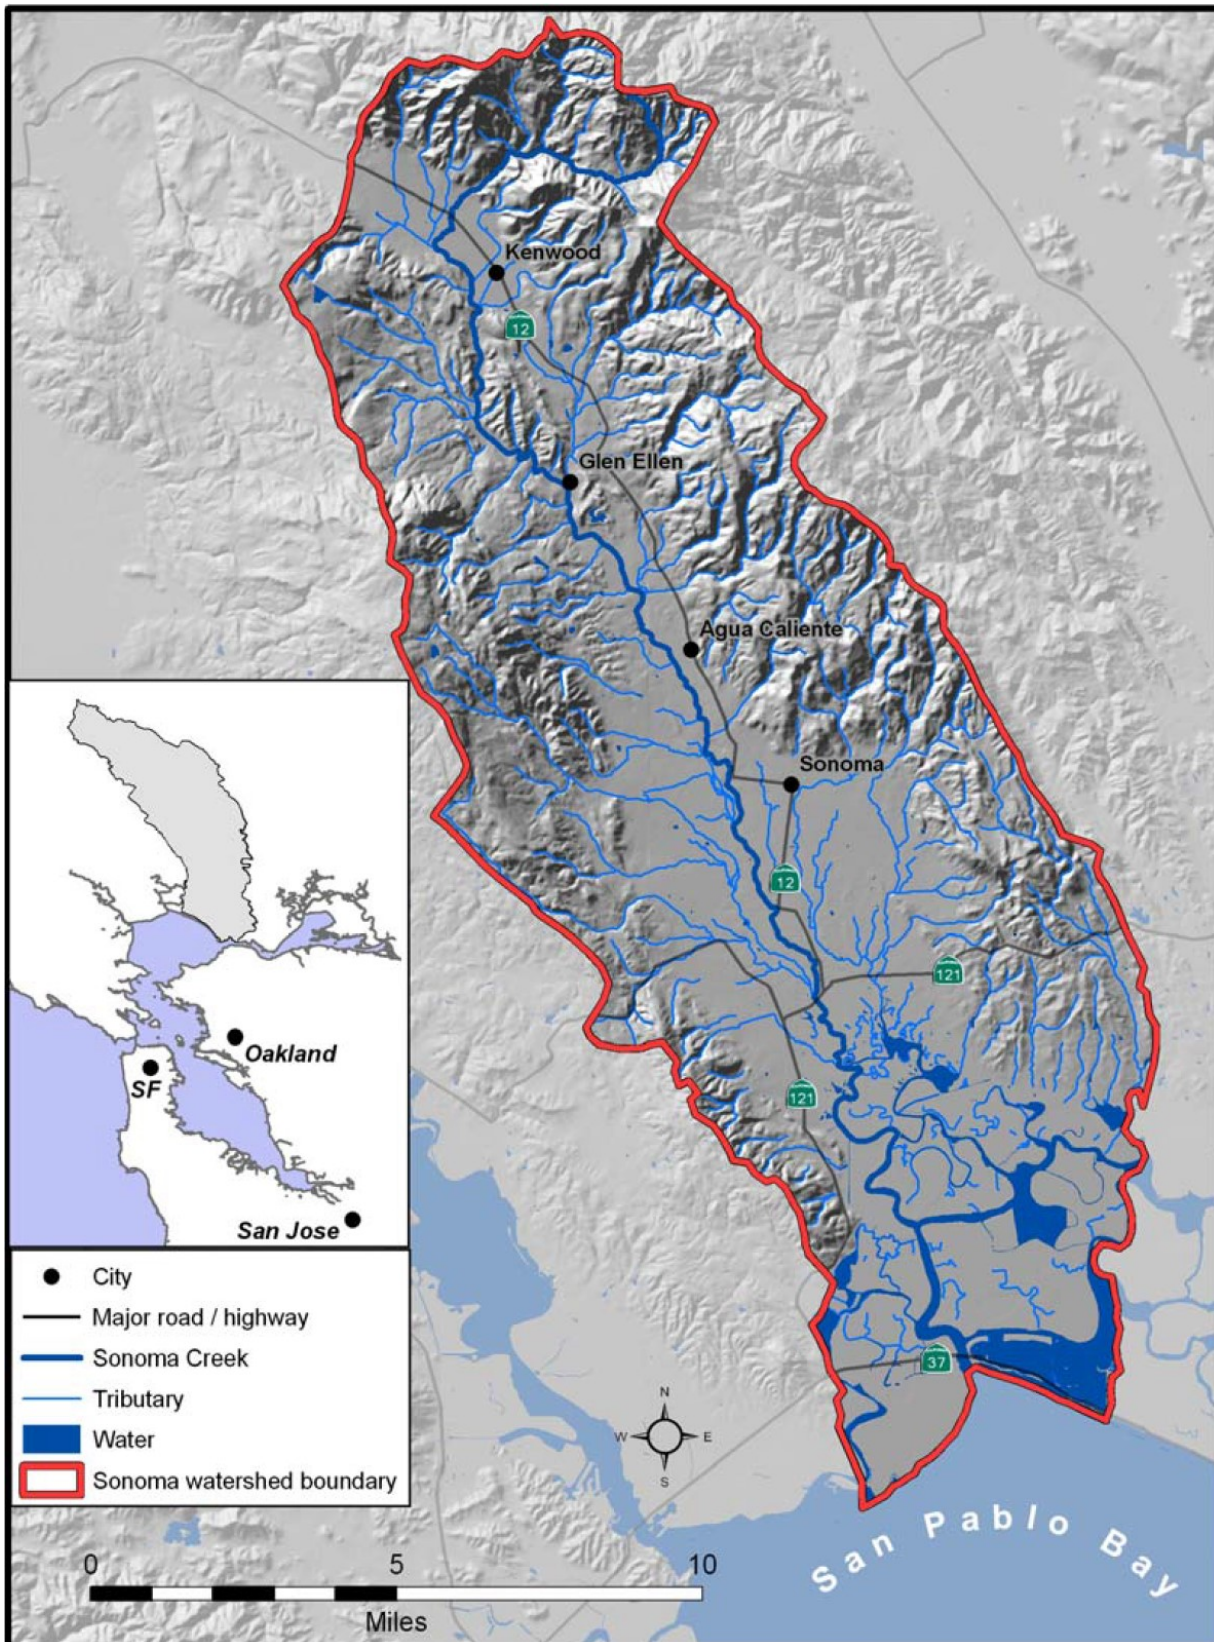 Kenwood
12
Glen Ellen
Agua Caliente
Sonoma
12
121
121
37
Oakland
SF
San Jose
City
Major road / highway
Sonoma Creek
Tributary
Water
Sonoma watershed boundary
N
W
E
S
San Pablo Bay
0 5 10
Miles